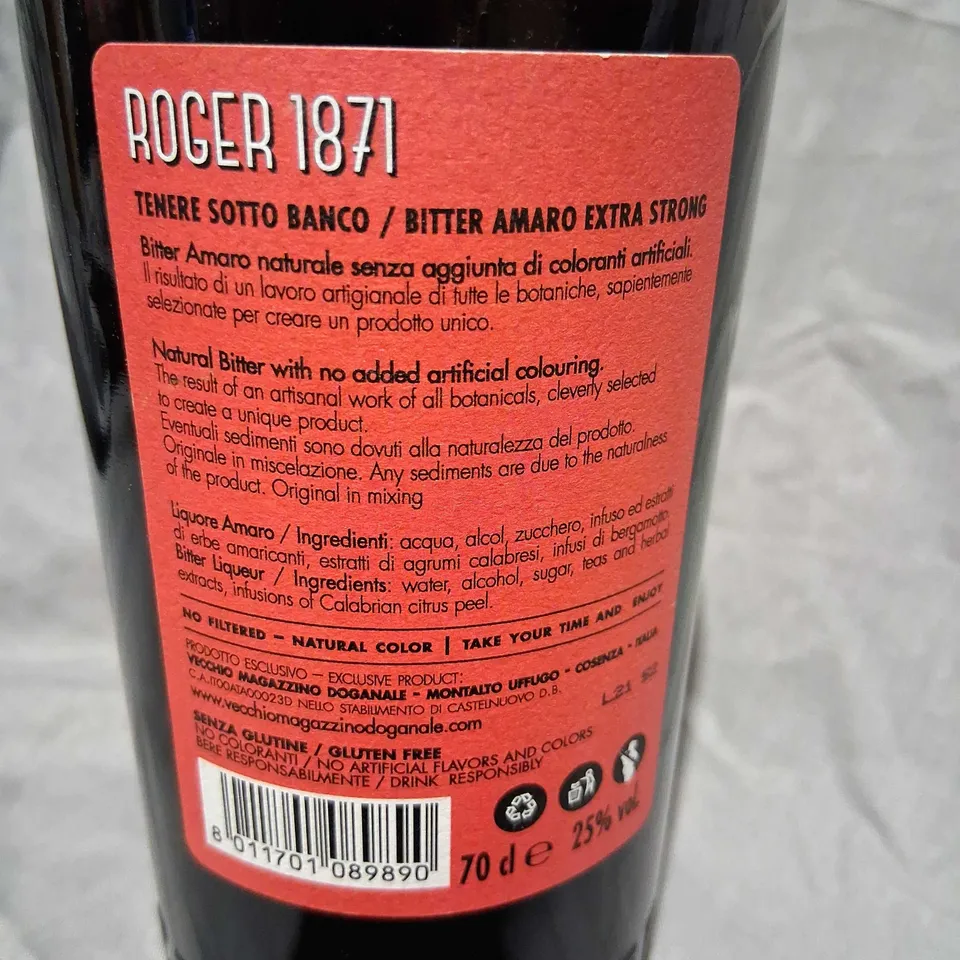 ROGER 1871
TENERE SOTTO BANCO / BITTER AMARO EXTRA STRONG
Bitter Amaro naturale senza aggiunta di coloranti artificiali.
Il risultato di un lavoro artigianale di tutte le botaniche, sapientemente
selezionate per creare un prodotto unico.
Natural Bitter with no added artificial colouring.
The result of an artisanal work of all botanicals, cleverly selected
to create a unique product.
Eventuali sedimenti sono dovuti alla naturalezza del prodotto.
Originale in miscelazione. Any sediments are due to the naturalness
of the product. Original in mixing
Liquore Amaro / Ingredienti: acqua, alcol, zucchero, infuso ed estratti
di erbe amaricanti, estratti di agrumi calabresi, infusi di bergamotto.
Bitter Liqueur / Ingredients: water, alcohol, sugar, teas and herbal
extracts, infusions of Calabrian citrus peel.
NO FILTERED – NATURAL COLOR | TAKE YOUR TIME AND ENJOY
PRODOTTO ESCLUSIVO – EXCLUSIVE PRODUCT:
VECCHIO MAGAZZINO DOGANALE - MONTALTO UFFUGO - COSENZA - ITALIA
C.A.IT00ATA00023D NELLO STABILIMENTO DI CASTELNUOVO D.B.
L.21 52
www.vecchiomagazzinodoganale.com
SENZA GLUTINE / GLUTEN FREE
NO COLORANTI / NO ARTIFICIAL FLAVORS AND COLORS
BERE RESPONSABILMENTE / DRINK RESPONSIBLY
8 011701 089890
70 cl e 25% vol.